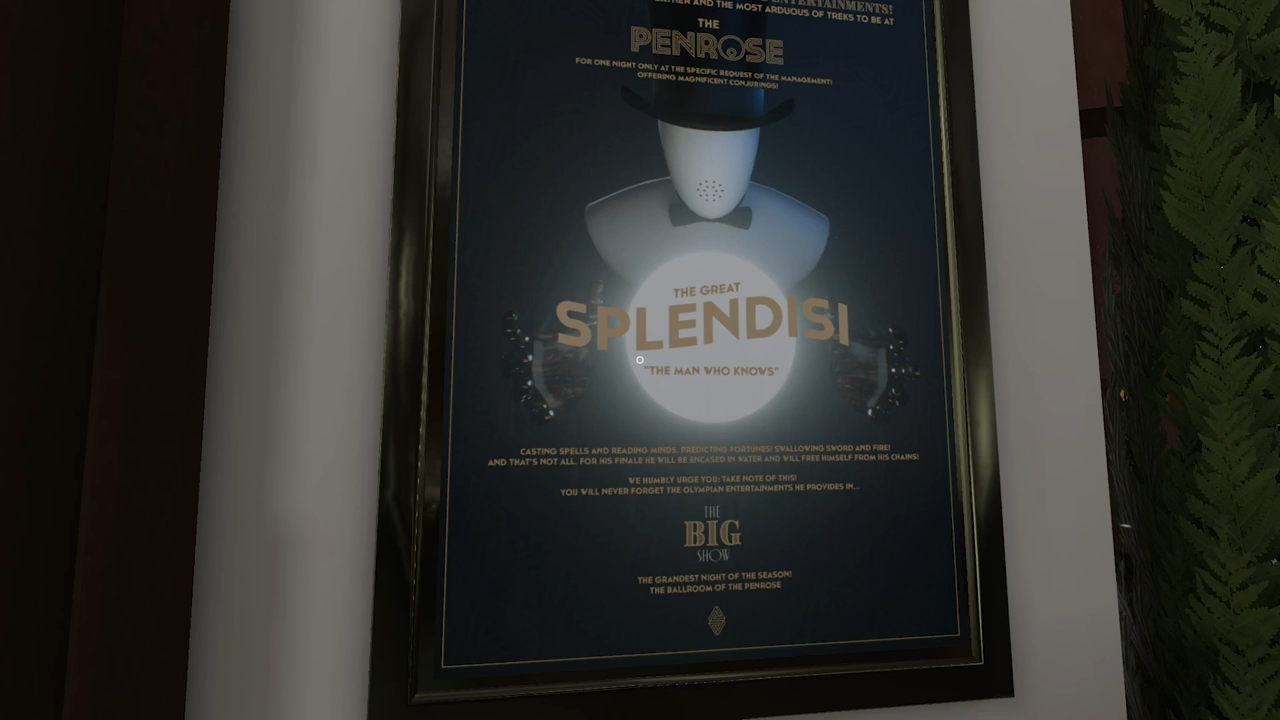 ENTERTAINMENTS!
AND THE MOST ARDUOUS OF TREKS TO BE AT
THE
PENROSE
FOR ONE NIGHT ONLY AT THE SPECIFIC REQUEST OF THE MANAGEMENT!
OFFERING MAGNIFICENT CONJURINGS!
THE GREAT
SPLENDISI
"THE MAN WHO KNOWS"
CASTING SPELLS AND READING MINDS, PREDICTING FORTUNES! SWALLOWING SWORD AND FIRE!
AND THAT'S NOT ALL. FOR HIS FINALE HE WILL BE ENCASED IN WATER AND WILL FREE HIMSELF FROM HIS CHAINS!
WE HUMBLY URGE YOU: TAKE NOTE OF THIS!
YOU WILL NEVER FORGET THE OLYMPIAN ENTERTAINMENTS HE PROVIDES IN...
THE
BIG
SHOW
THE GRANDEST NIGHT OF THE SEASON!
THE BALLROOM OF THE PENROSE